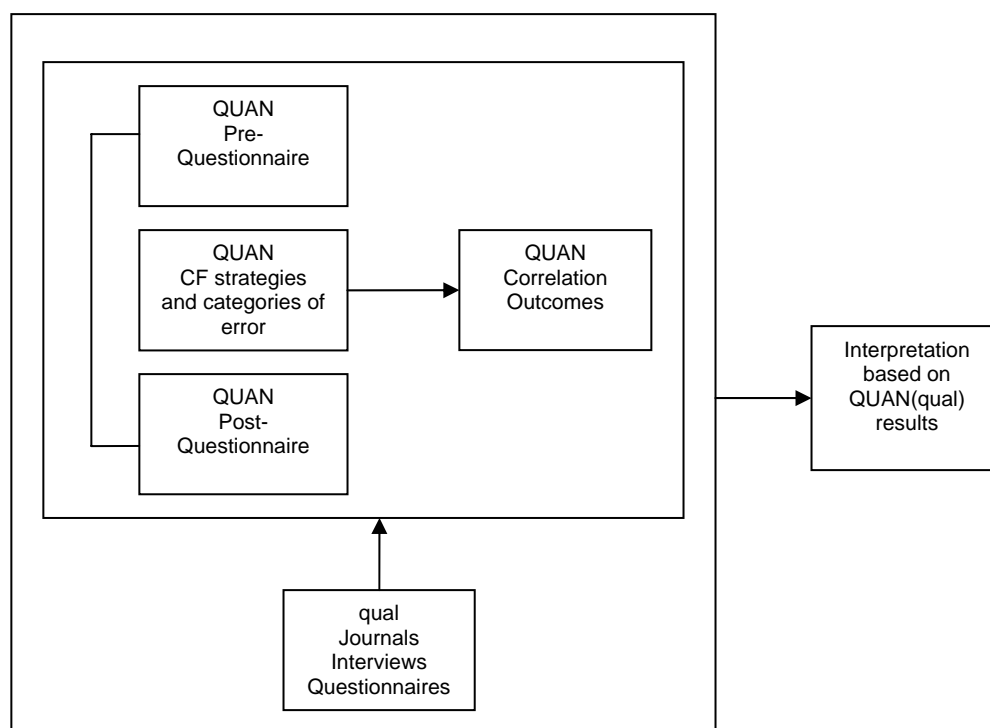 QUAN
Pre-
Questionnaire
QUAN
CF strategies
and categories of
error
QUAN
Correlation
Outcomes
QUAN
Post-
Questionnaire
Interpretation
based on
QUAN(qual)
results
qual
Journals
Interviews
Questionnaires